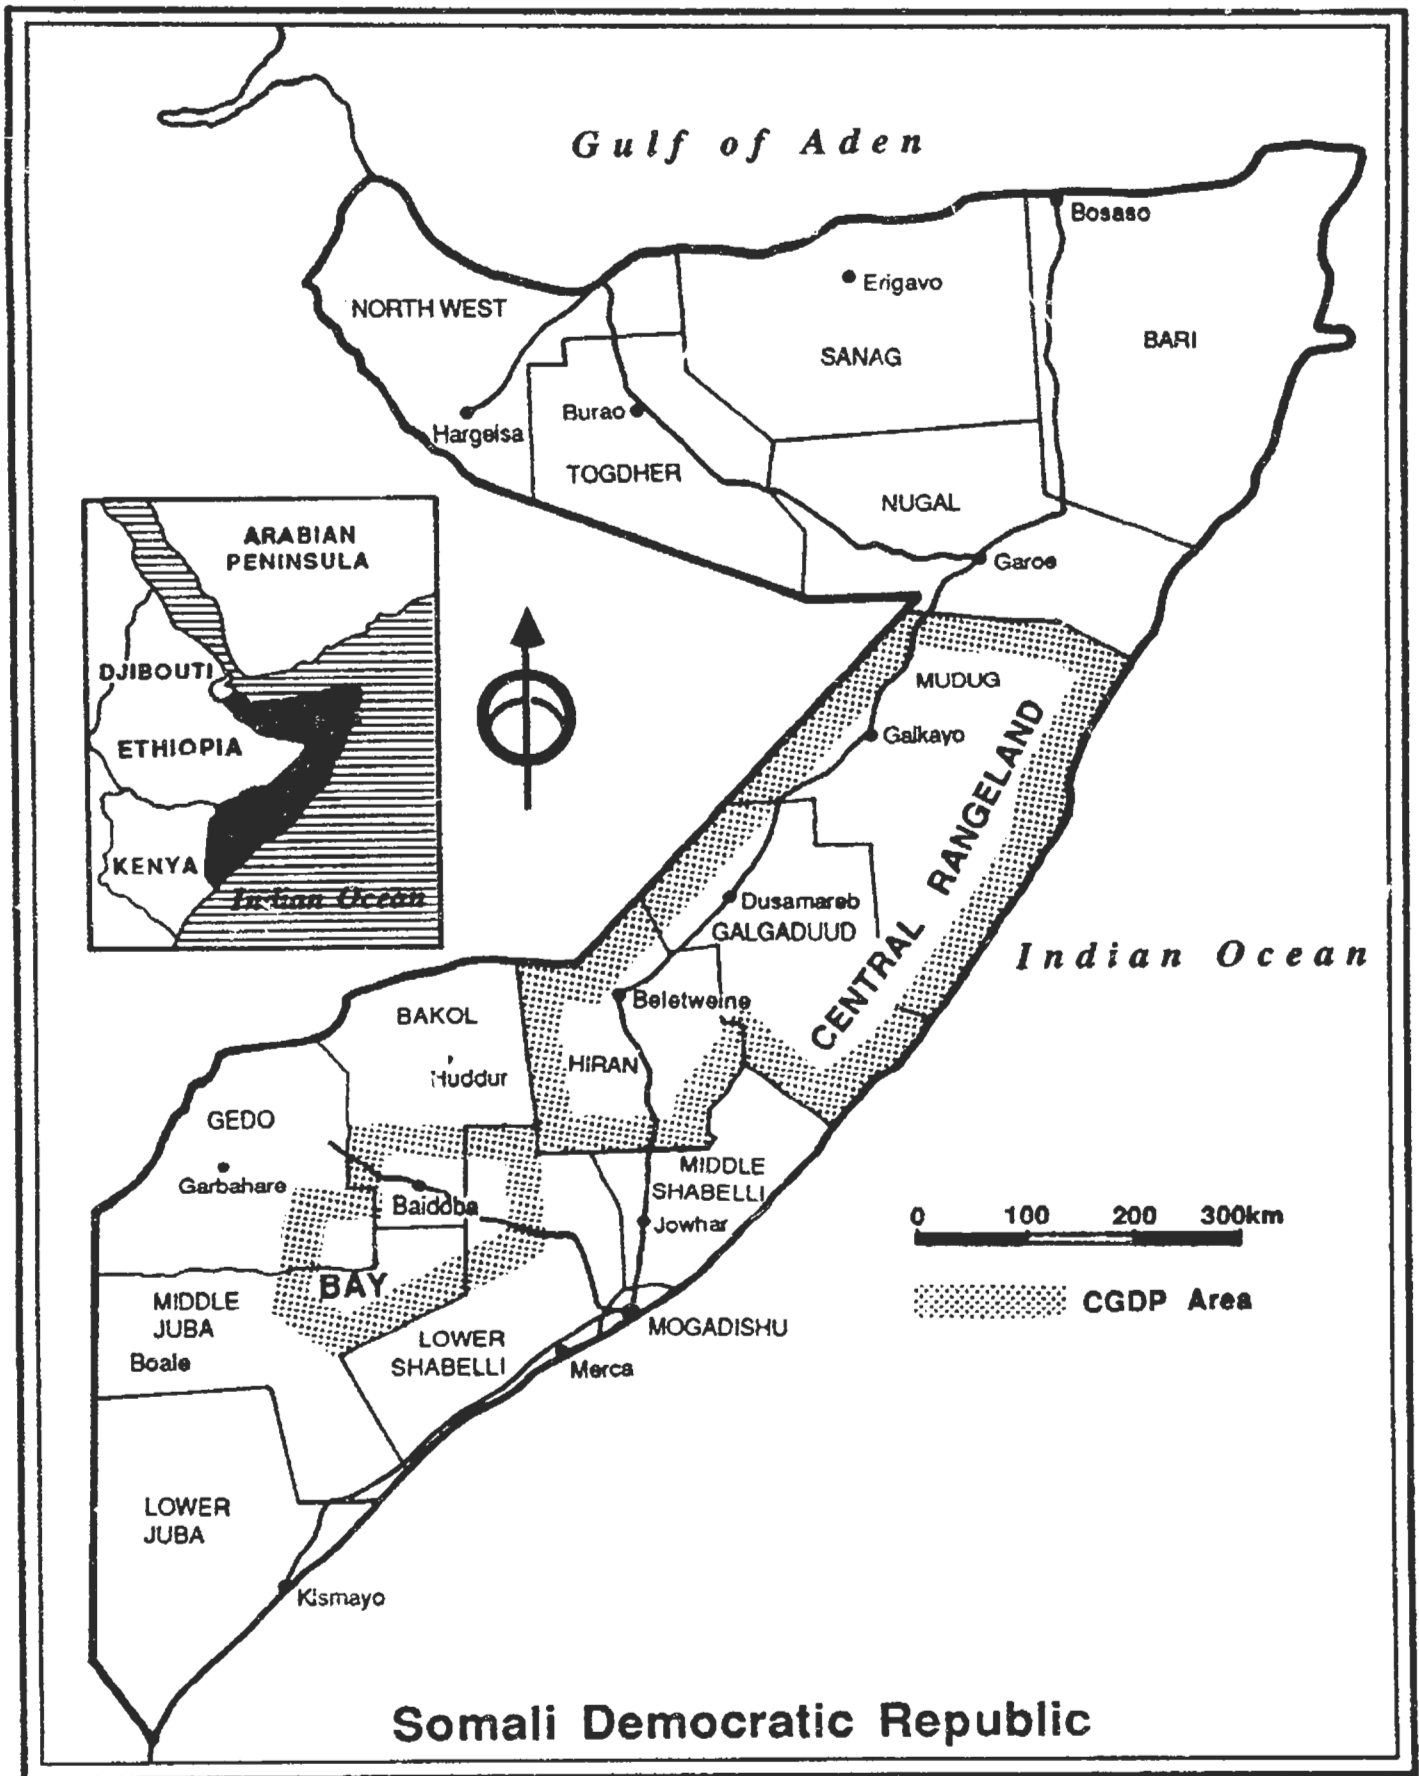 Gulf of Aden
Bosaso
Erigavo
NORTH WEST
SANAG
BARI
Burao
Hargeisa
TOGDHER
NUGAL
Garoe
ARABIAN
PENINSULA
DJIBOUTI
ETHIOPIA
KENYA
Indian Ocean
MUDUG
Galkayo
CENTRAL RANGELAND
Dusamareb
GALGADUUD
Indian Ocean
Beletweine
BAKOL
HIRAN
Huddur
GEDO
Garbahare
MIDDLE
SHABELLI
Baidoba
Jowhar
0 100 200 300km
BAY
CGDP Area
MIDDLE
JUBA
Boale
MOGADISHU
LOWER
SHABELLI
Merca
LOWER
JUBA
Kismayo
Somali Democratic Republic